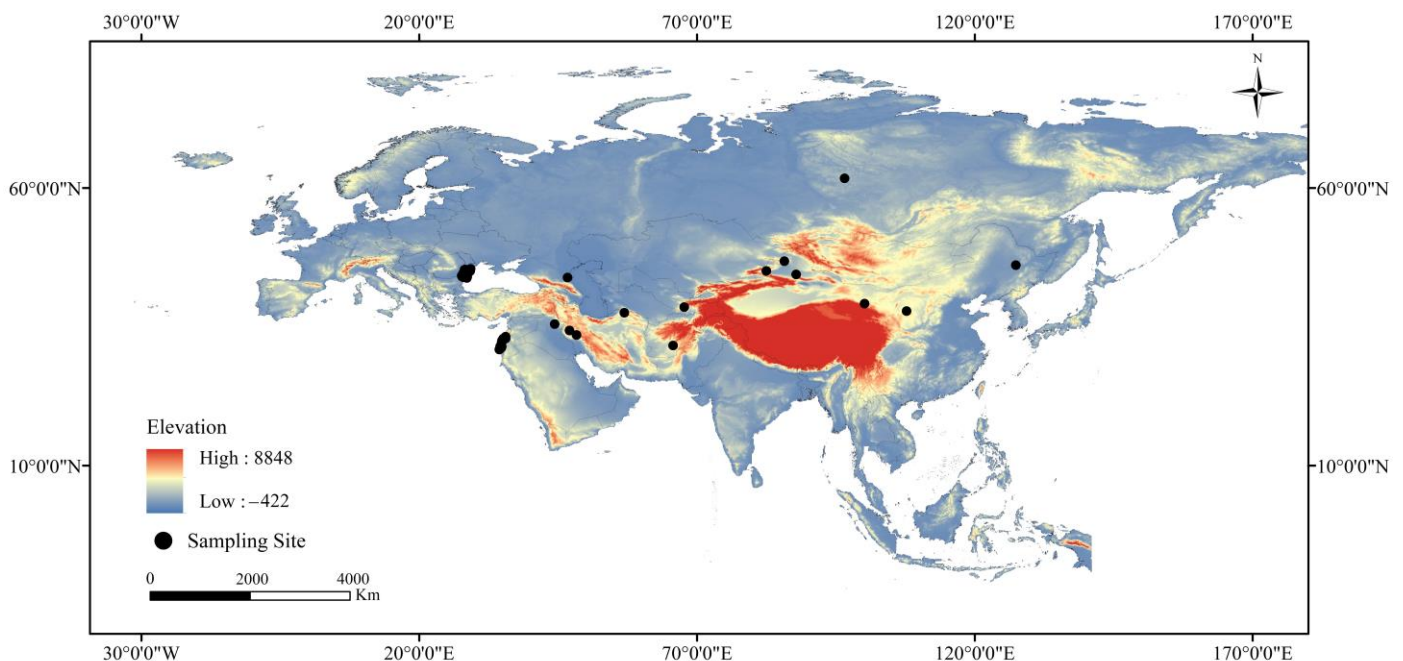 30°0'0"W 20°0'0"E 70°0'0"E 120°0'0"E 170°0'0"E
N
60°0'0"N 60°0'0"N
Elevation
High : 8848
10°0'0"N 10°0'0"N
Low : −422
Sampling Site
0 2000 4000
Km
30°0'0"W 20°0'0"E 70°0'0"E 120°0'0"E 170°0'0"E